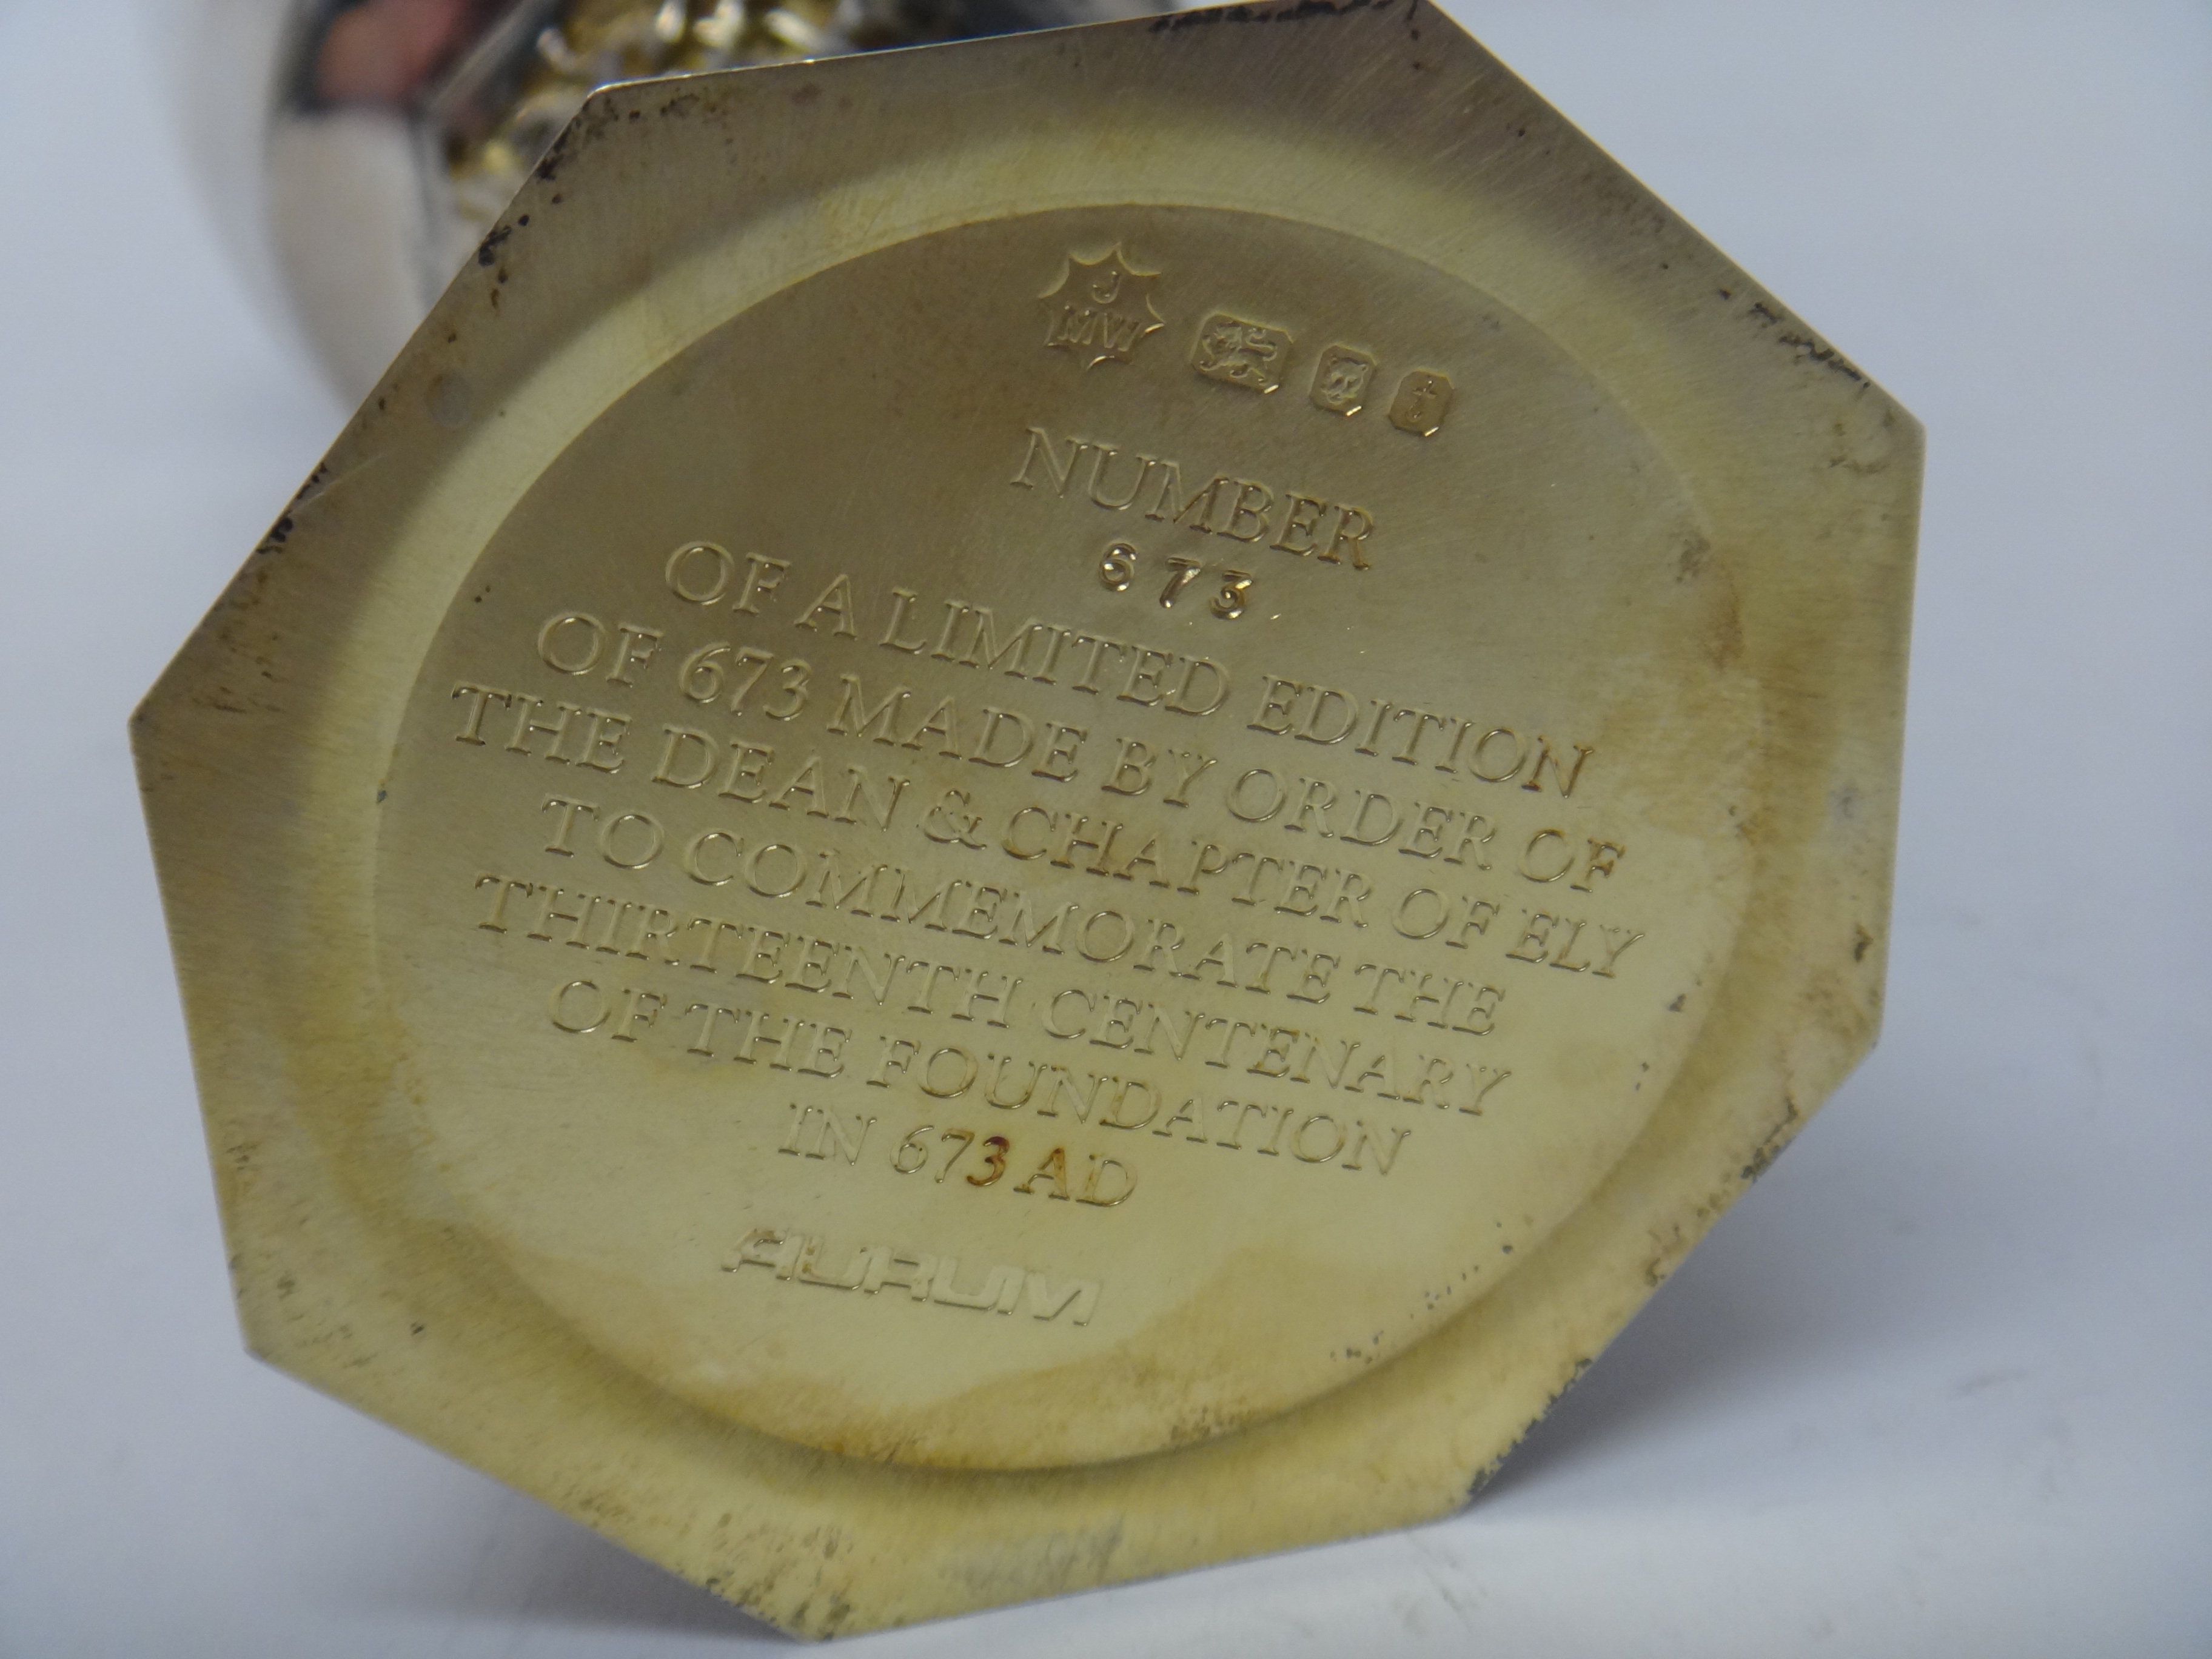 J
MW
NUMBER
673
OF A LIMITED EDITION
OF 673 MADE BY ORDER OF
THE DEAN & CHAPTER OF ELY
TO COMMEMORATE THE
THIRTEENTH CENTENARY
OF THE FOUNDATION
IN 673 AD
AURUM